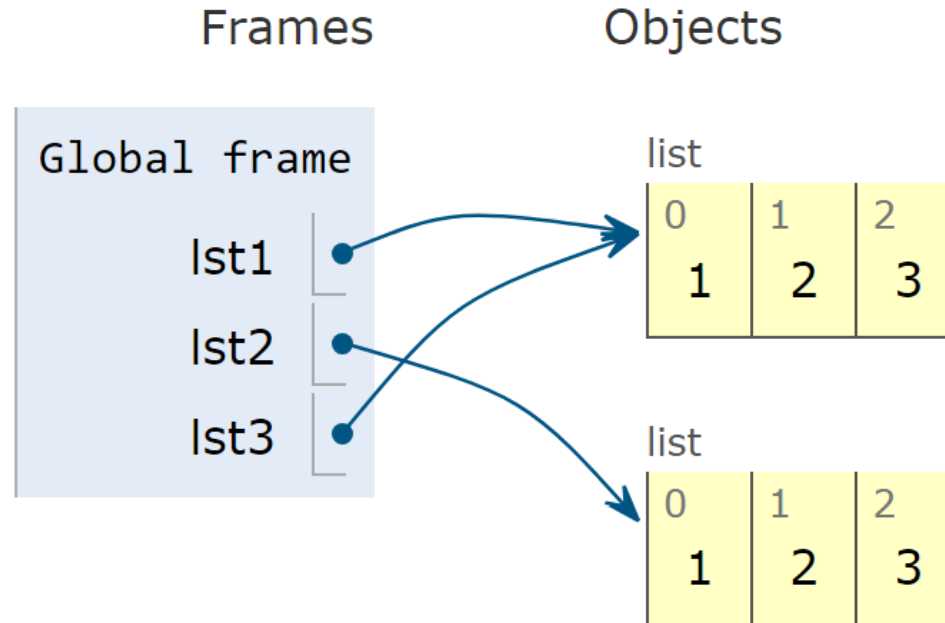 Frames Objects
Global frame
lst1
lst2
lst3
list
0 1 2
1 2 3
list
0 1 2
1 2 3